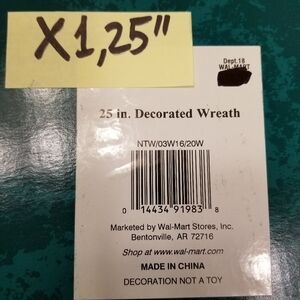 X1,25"
Dept. 18
WAL-MART
25 in. Decorated Wreath
NTW/03W16/20W
0 14434 91983 8
Marketed by Wal-Mart Stores, Inc.
Bentonville, AR 72716
Shop at www.wal-mart.com
MADE IN CHINA
DECORATION NOT A TOY